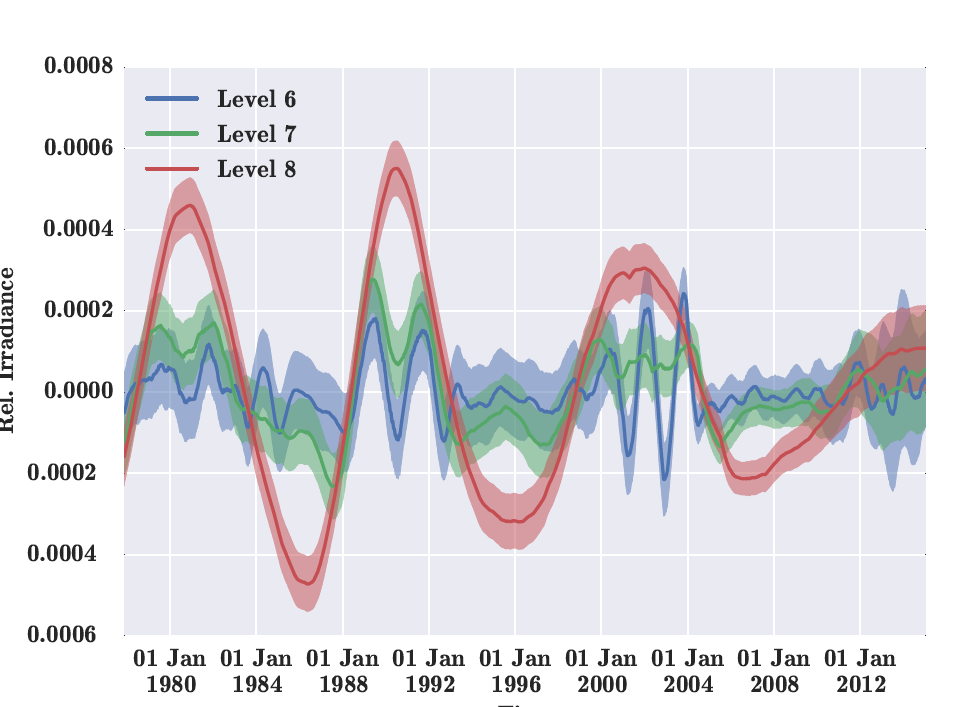 0.0008
0.0006
0.0004
0.0002
0.0000
0.0002
0.0004
0.0006
Rel. Irradiance
Level 6
Level 7
Level 8
01 Jan 01 Jan 01 Jan 01 Jan 01 Jan 01 Jan 01 Jan 01 Jan 01 Jan
1980 1984 1988 1992 1996 2000 2004 2008 2012